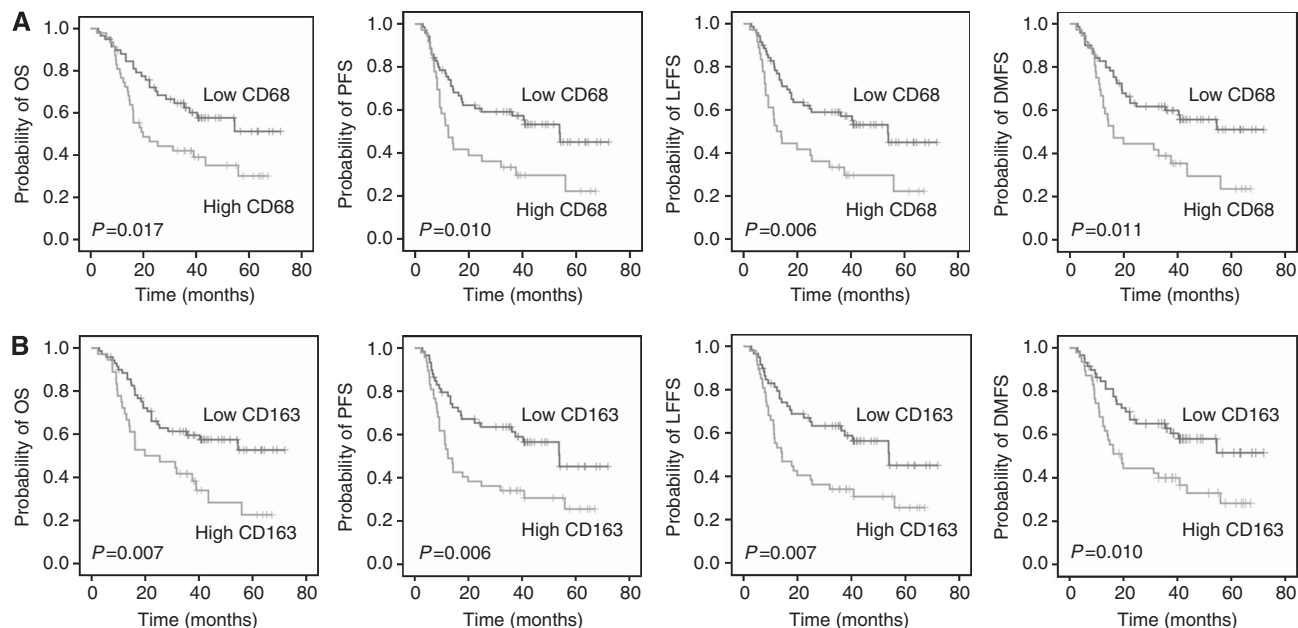 A
Probability of OS
1.0
0.8
0.6
0.4
0.2
0.0
Low CD68
High CD68
P=0.017
0 20 40 60 80
Time (months)
Probability of PFS
1.0
0.8
0.6
0.4
0.2
0.0
Low CD68
High CD68
P=0.010
0 20 40 60 80
Time (months)
Probability of LFFS
1.0
0.8
0.6
0.4
0.2
0.0
Low CD68
High CD68
P=0.006
0 20 40 60 80
Time (months)
Probability of DMFS
1.0
0.8
0.6
0.4
0.2
0.0
Low CD68
High CD68
P=0.011
0 20 40 60 80
Time (months)
B
Probability of OS
1.0
0.8
0.6
0.4
0.2
0.0
Low CD163
High CD163
P=0.007
0 20 40 60 80
Time (months)
Probability of PFS
1.0
0.8
0.6
0.4
0.2
0.0
Low CD163
High CD163
P=0.006
0 20 40 60 80
Time (months)
Probability of LFFS
1.0
0.8
0.6
0.4
0.2
0.0
Low CD163
High CD163
P=0.007
0 20 40 60 80
Time (months)
Probability of DMFS
1.0
0.8
0.6
0.4
0.2
0.0
Low CD163
High CD163
P=0.010
0 20 40 60 80
Time (months)